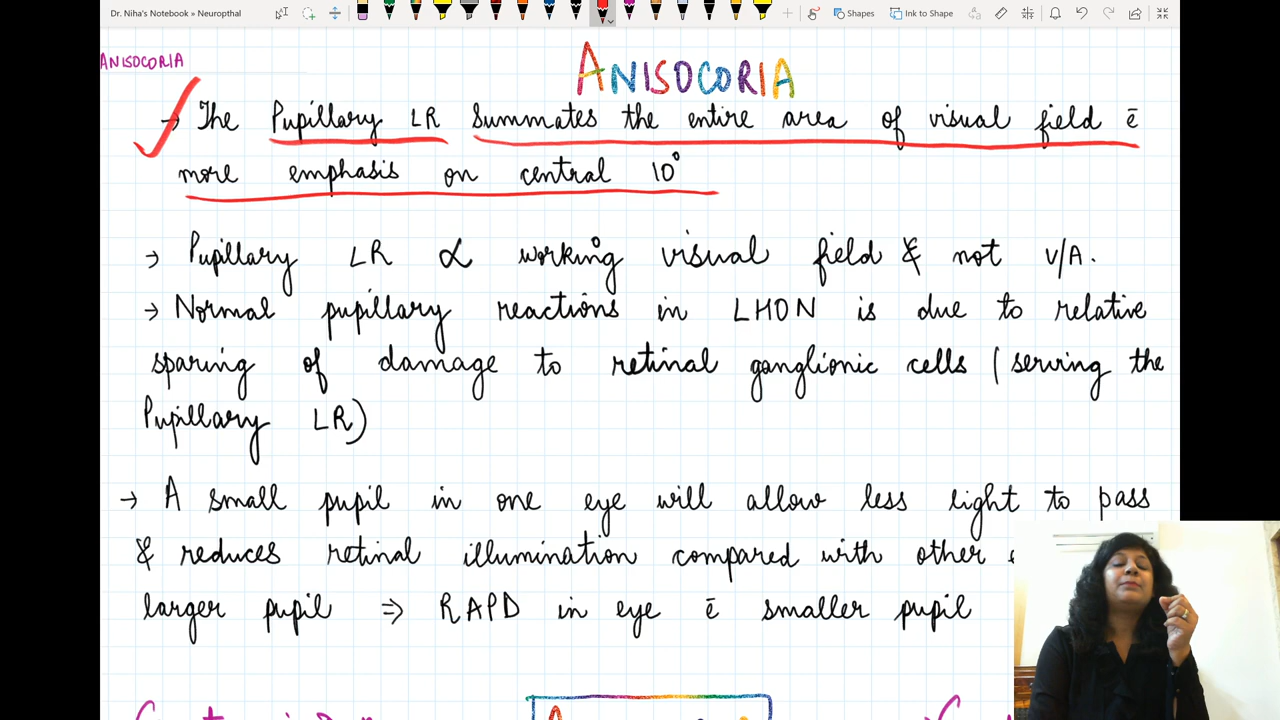 Dr. Niha's Notebook » Neuropthal
Shapes
Ink to Shape
ANISOCORIA
ANISOCORIA
→ The Pupillary LR Summates the entire area of visual field c̄
more emphasis on central 10°
→ Pupillary LR ∝ working visual field & not V/A.
→ Normal pupillary reactions in LHON is due to relative
sparing of damage to retinal ganglionic cells (serving the
Pupillary LR)
→ A small pupil in one eye will allow less light to pass
& reduces retinal illumination compared with other
larger pupil ⇒ RAPD in eye c̄ smaller pupil